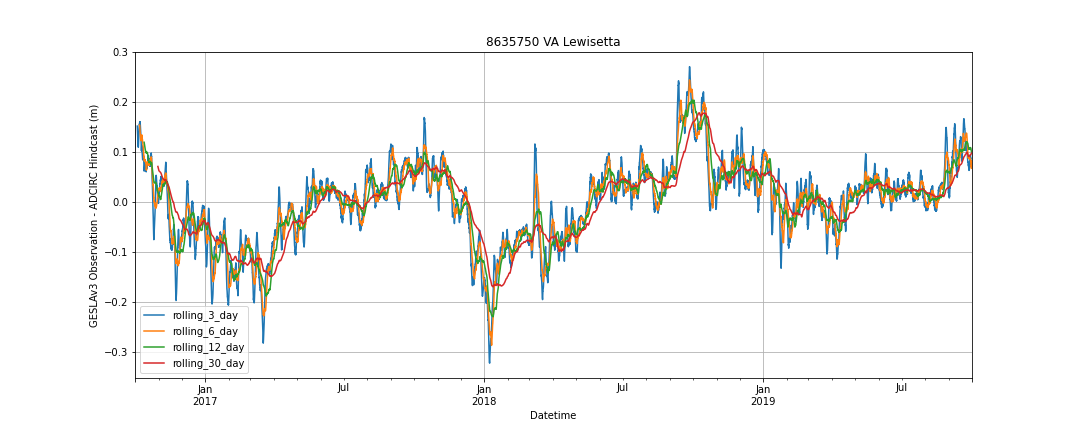 8635750 VA Lewisetta
GESLAv3 Observation - ADCIRC Hindcast (m)
0.3
0.2
0.1
0.0
−0.1
−0.2
−0.3
rolling_3_day
rolling_6_day
rolling_12_day
rolling_30_day
Jan
2017
Jul
Jan
2018
Jul
Jan
2019
Jul
Datetime